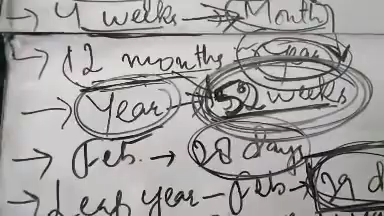 → 4 weeks → Month
→ 12 months - Year
→ Year → 52 weeks
→ Feb. → 28 days
→ Leap year - Feb → 29 d